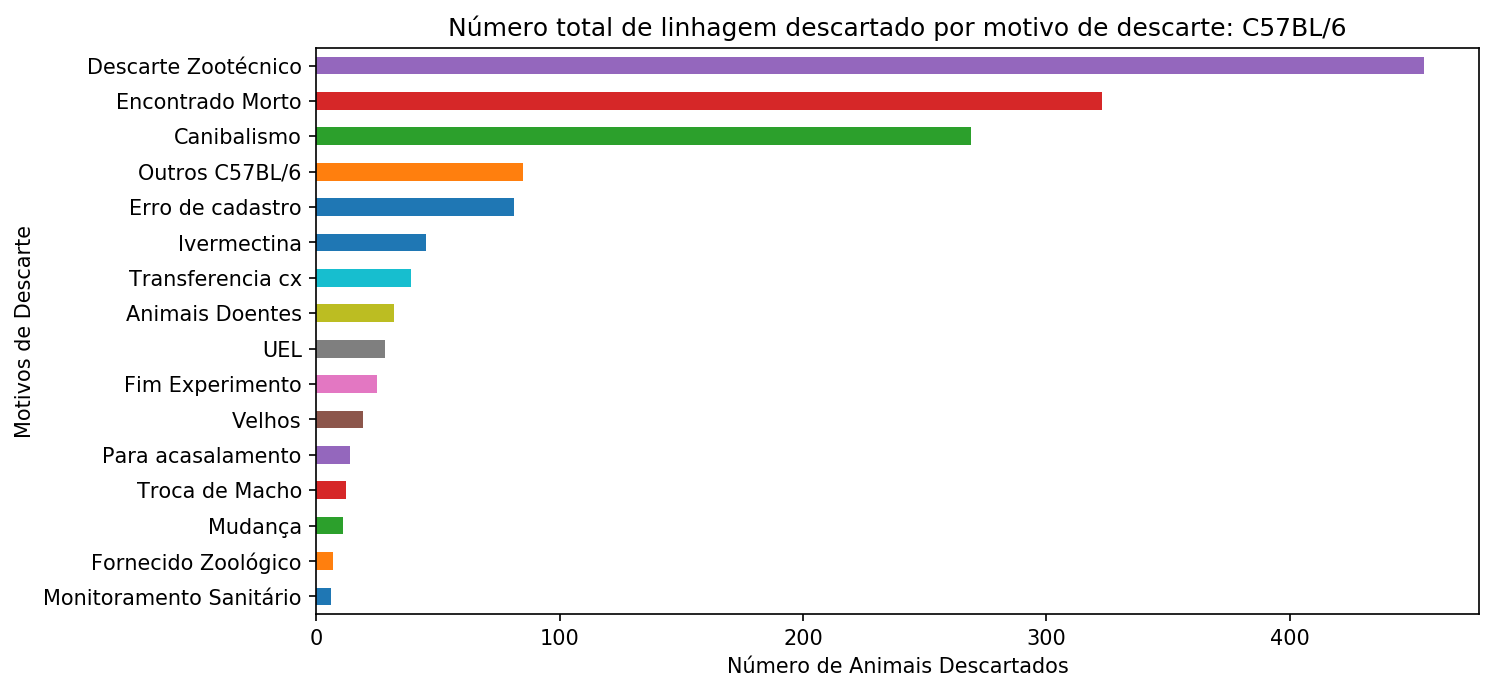 Número total de linhagem descartado por motivo de descarte: C57BL/6
Motivos de Descarte
Descarte Zootécnico
Encontrado Morto
Canibalismo
Outros C57BL/6
Erro de cadastro
Ivermectina
Transferencia cx
Animais Doentes
UEL
Fim Experimento
Velhos
Para acasalamento
Troca de Macho
Mudança
Fornecido Zoológico
Monitoramento Sanitário
0 100 200 300 400
Número de Animais Descartados